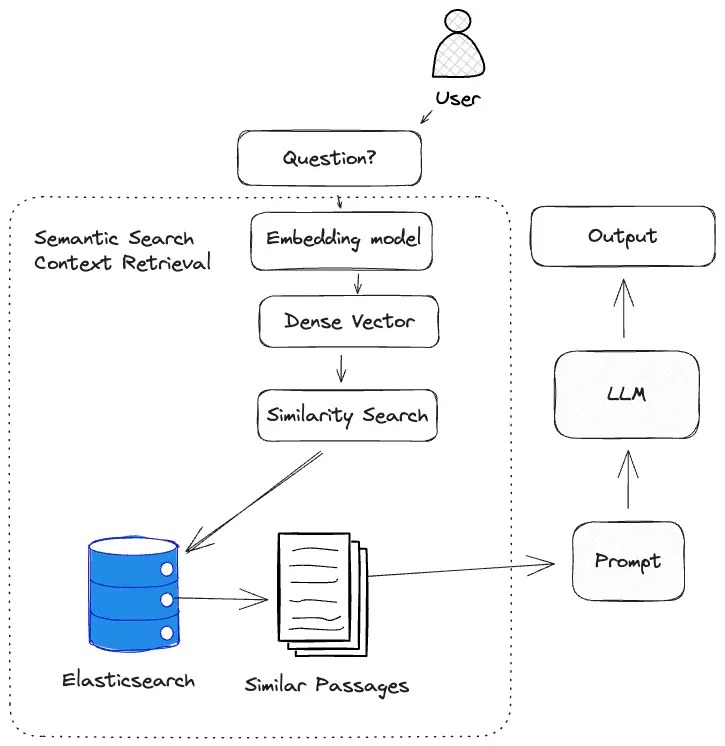 User
Question?
Semantic Search
Context Retrieval
Embedding model
Dense Vector
Similarity Search
Elasticsearch
Similar Passages
Prompt
LLM
Output